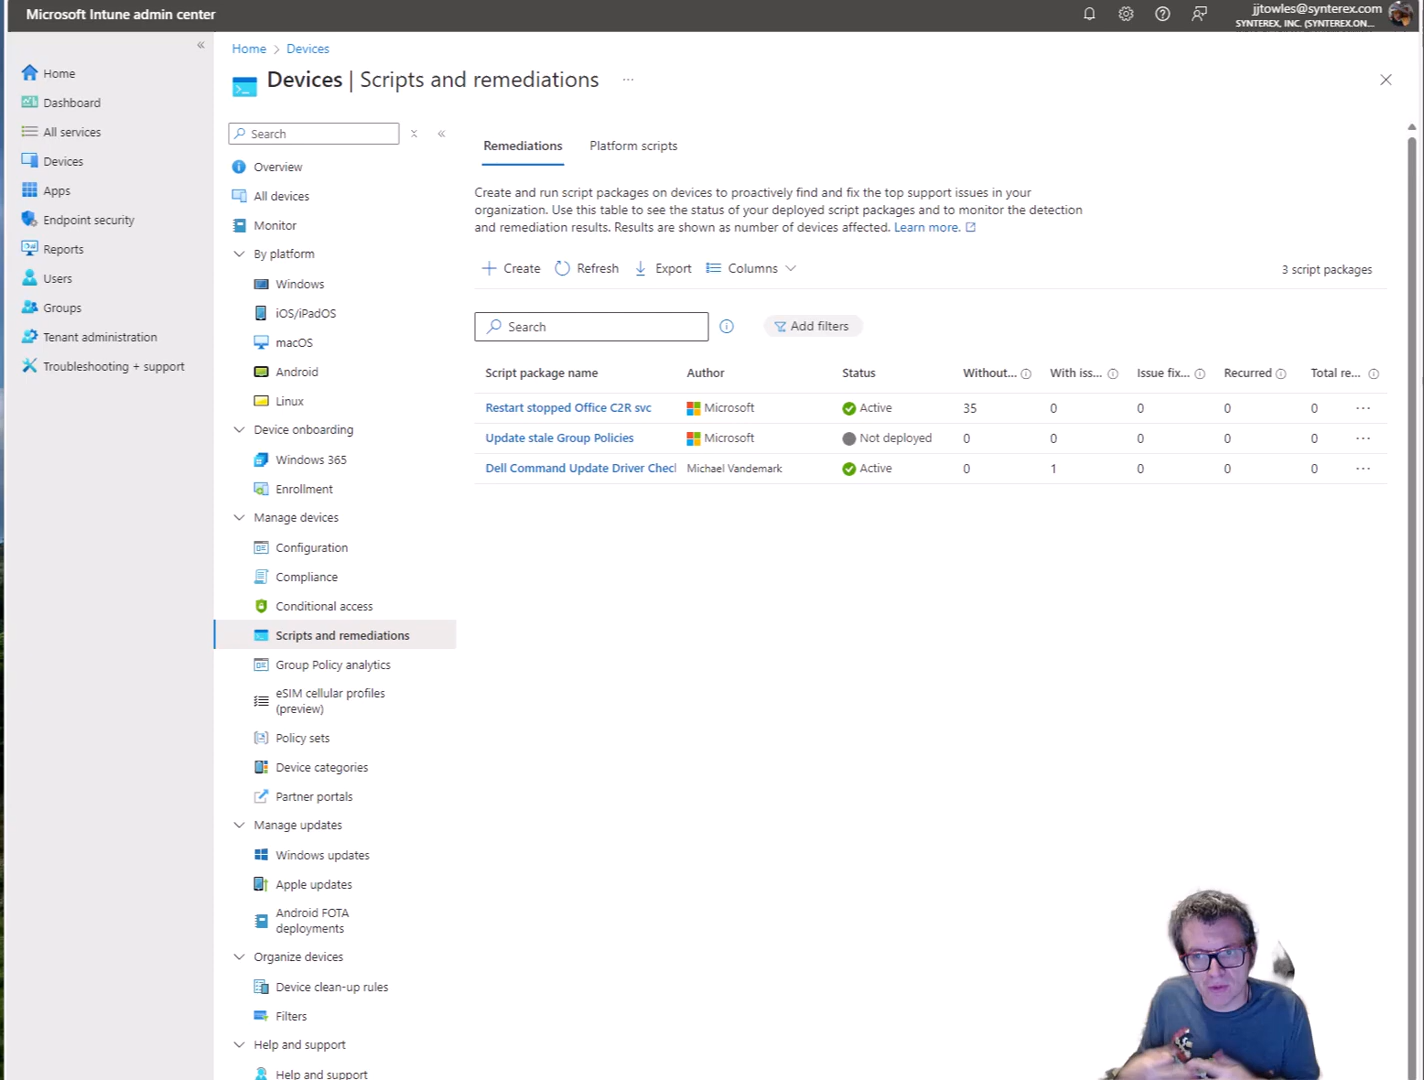 Microsoft Intune admin center
jjtowles@synterex.com
SYNTEREX, INC. (SYNTEREX.ON...
«
Home
Dashboard
All services
Devices
Apps
Endpoint security
Reports
Users
Groups
Tenant administration
Troubleshooting + support
Home > Devices
Devices | Scripts and remediations ...
Search
«
Overview
All devices
Monitor
By platform
Windows
iOS/iPadOS
macOS
Android
Linux
Device onboarding
Windows 365
Enrollment
Manage devices
Configuration
Compliance
Conditional access
Scripts and remediations
Group Policy analytics
eSIM cellular profiles
(preview)
Policy sets
Device categories
Partner portals
Manage updates
Windows updates
Apple updates
Android FOTA
deployments
Organize devices
Device clean-up rules
Filters
Help and support
Help and support
Remediations Platform scripts
Create and run script packages on devices to proactively find and fix the top support issues in your
organization. Use this table to see the status of your deployed script packages and to monitor the detection
and remediation results. Results are shown as number of devices affected. Learn more.
Create Refresh Export Columns 3 script packages
Search Add filters
Script package name Author Status Without... With iss... Issue fix... Recurred Total re...
Restart stopped Office C2R svc Microsoft Active 35 0 0 0 0 ...
Update stale Group Policies Microsoft Not deployed 0 0 0 0 0 ...
Dell Command Update Driver Checl Michael Vandemark Active 0 1 0 0 0 ...